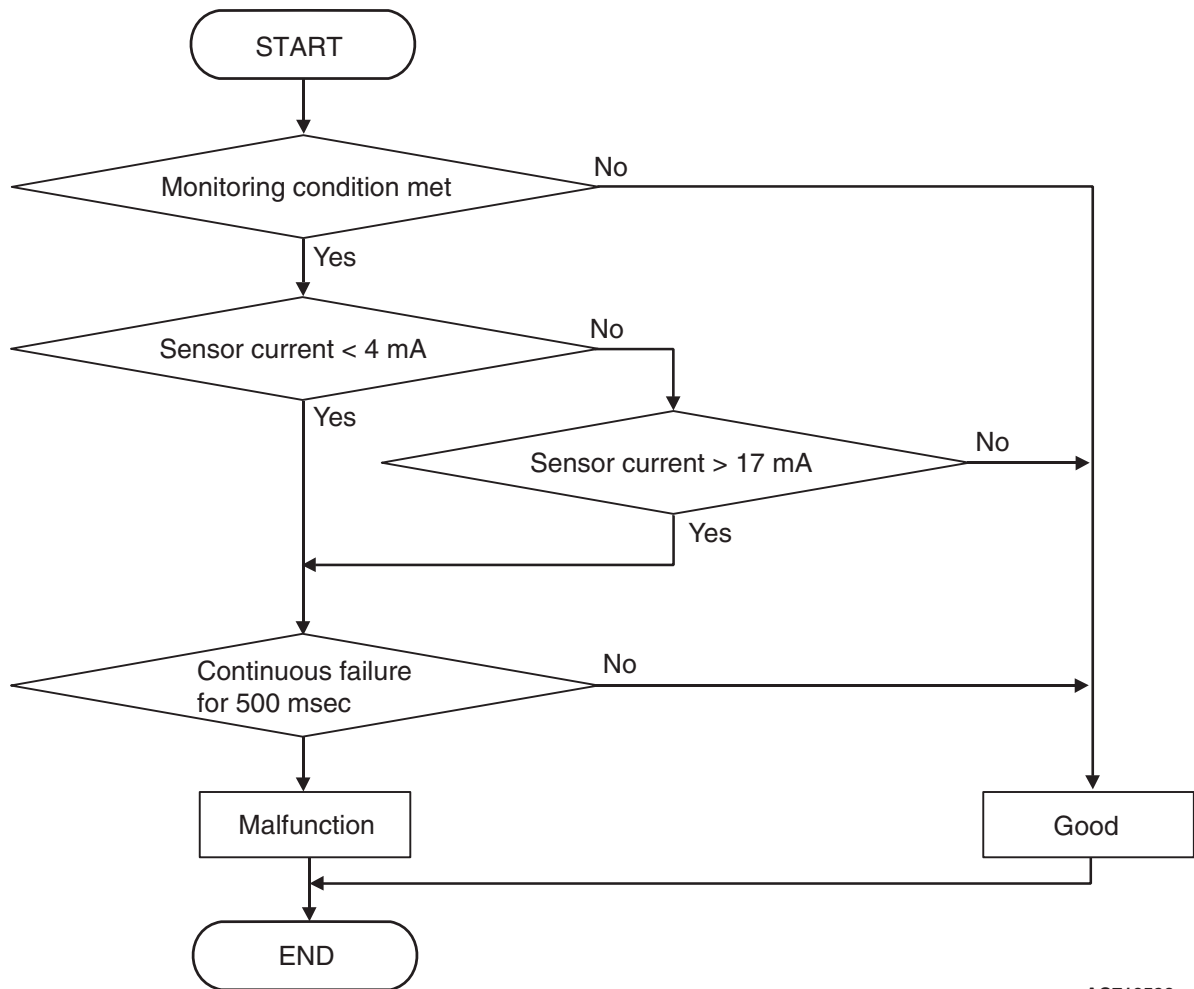 START
Monitoring condition met
No
Yes
Sensor current < 4 mA
No
Yes
Sensor current > 17 mA
No
Yes
Continuous failure
for 500 msec
No
Malfunction
Good
END